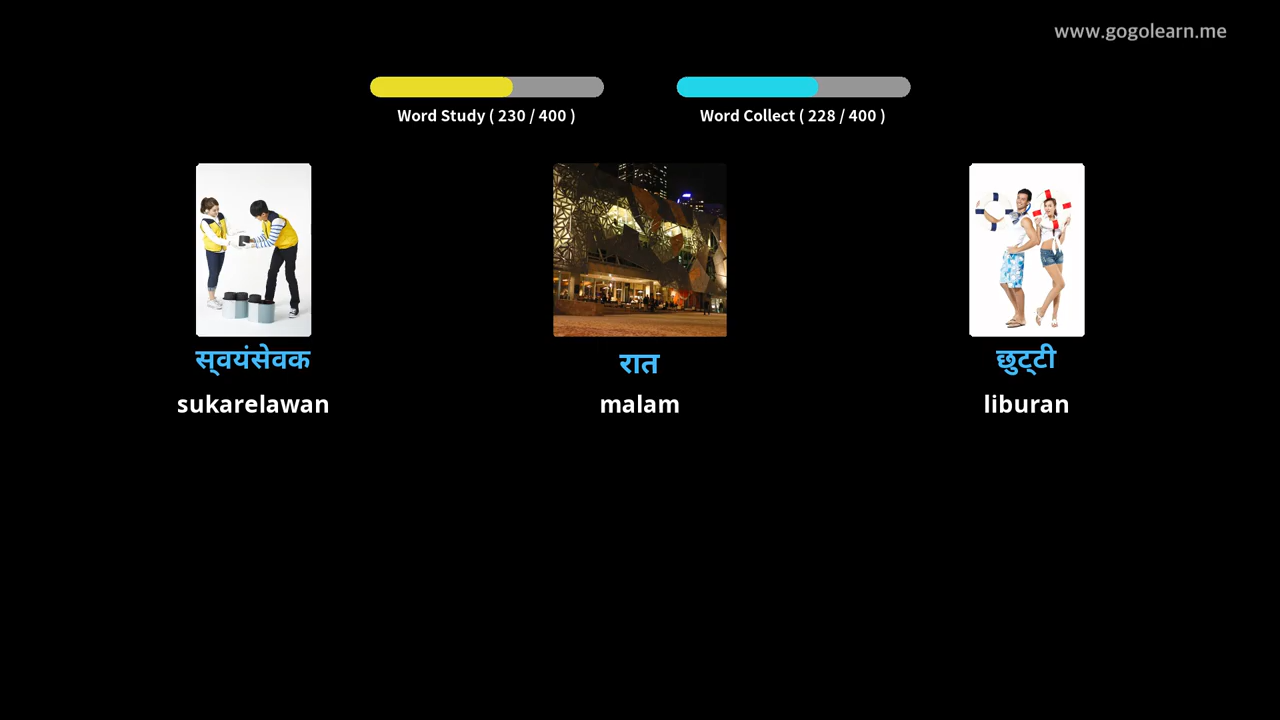 www.gogolearn.me
Word Study ( 230 / 400 )
Word Collect ( 228 / 400 )
स्वयंसेवक
रात
छुट्टी
sukarelawan
malam
liburan